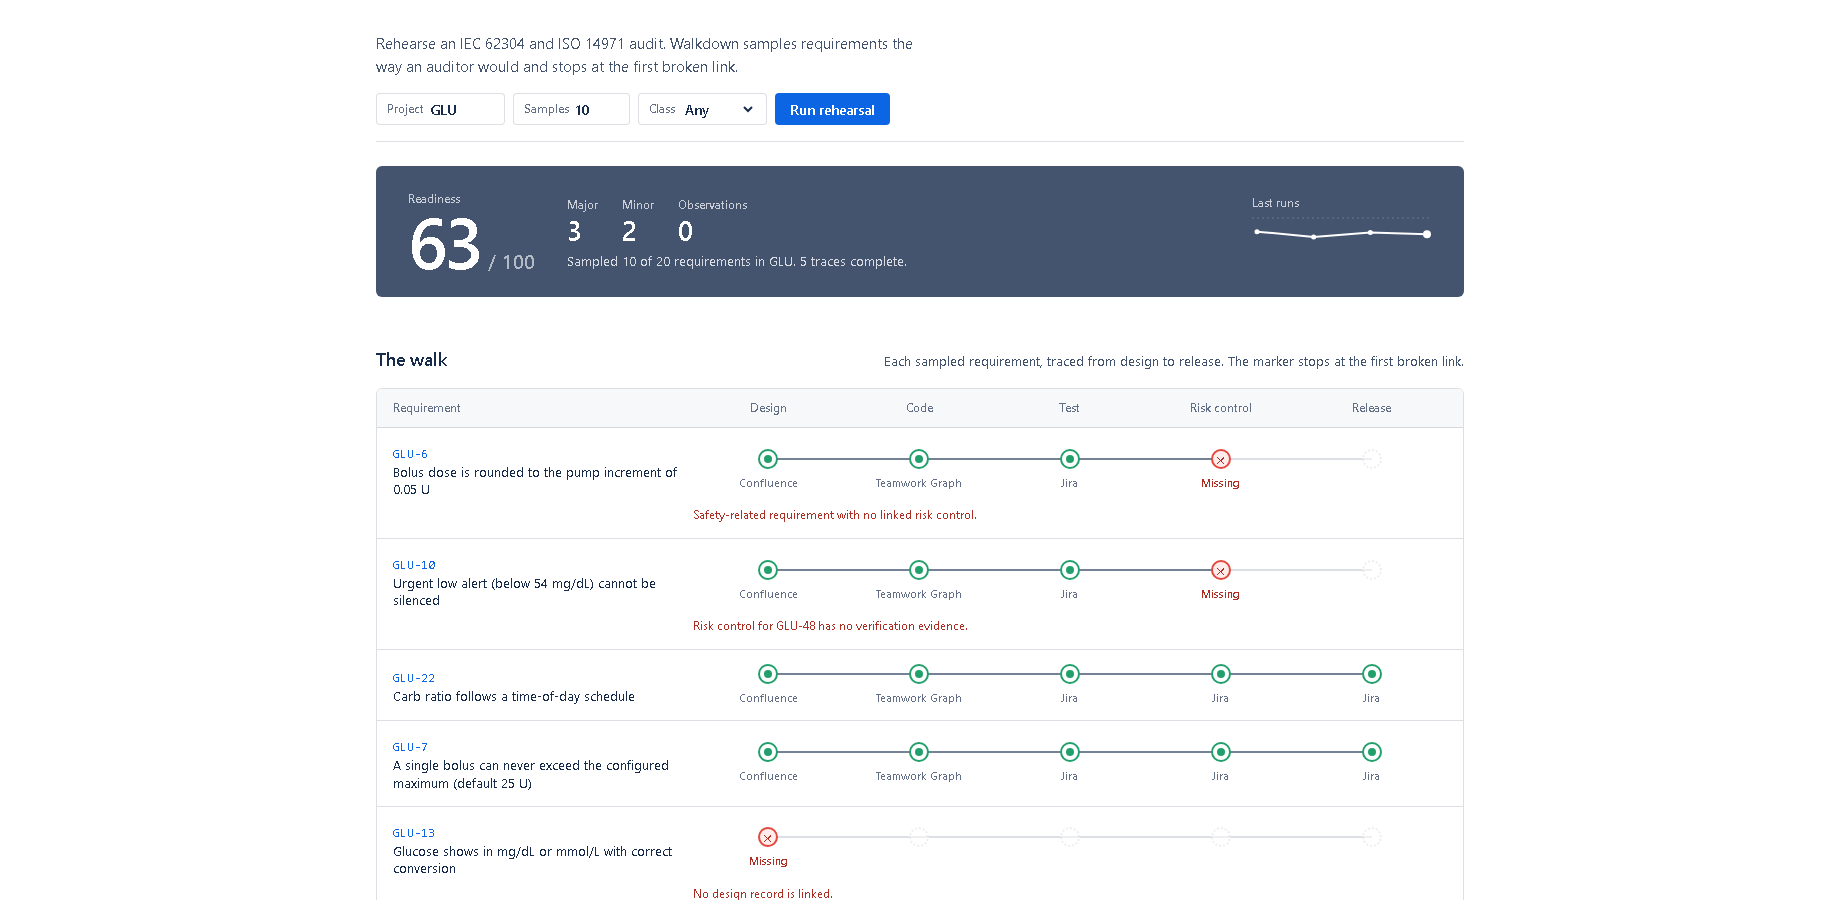 Rehearse an IEC 62304 and ISO 14971 audit. Walkdown samples requirements the
way an auditor would and stops at the first broken link.
Project GLU Samples 10 Class Any Run rehearsal
Readiness
63 / 100
Major Minor Observations
3 2 0
Sampled 10 of 20 requirements in GLU. 5 traces complete.
Last runs
The walk
Each sampled requirement, traced from design to release. The marker stops at the first broken link.
Requirement Design Code Test Risk control Release
GLU-6
Bolus dose is rounded to the pump increment of
0.05 U
Confluence Teamwork Graph Jira Missing
Safety-related requirement with no linked risk control.
GLU-10
Urgent low alert (below 54 mg/dL) cannot be
silenced
Confluence Teamwork Graph Jira Missing
Risk control for GLU-48 has no verification evidence.
GLU-22
Carb ratio follows a time-of-day schedule
Confluence Teamwork Graph Jira Jira Jira
GLU-7
A single bolus can never exceed the configured
maximum (default 25 U)
Confluence Teamwork Graph Jira Jira Jira
GLU-13
Glucose shows in mg/dL or mmol/L with correct
conversion
Missing
No design record is linked.